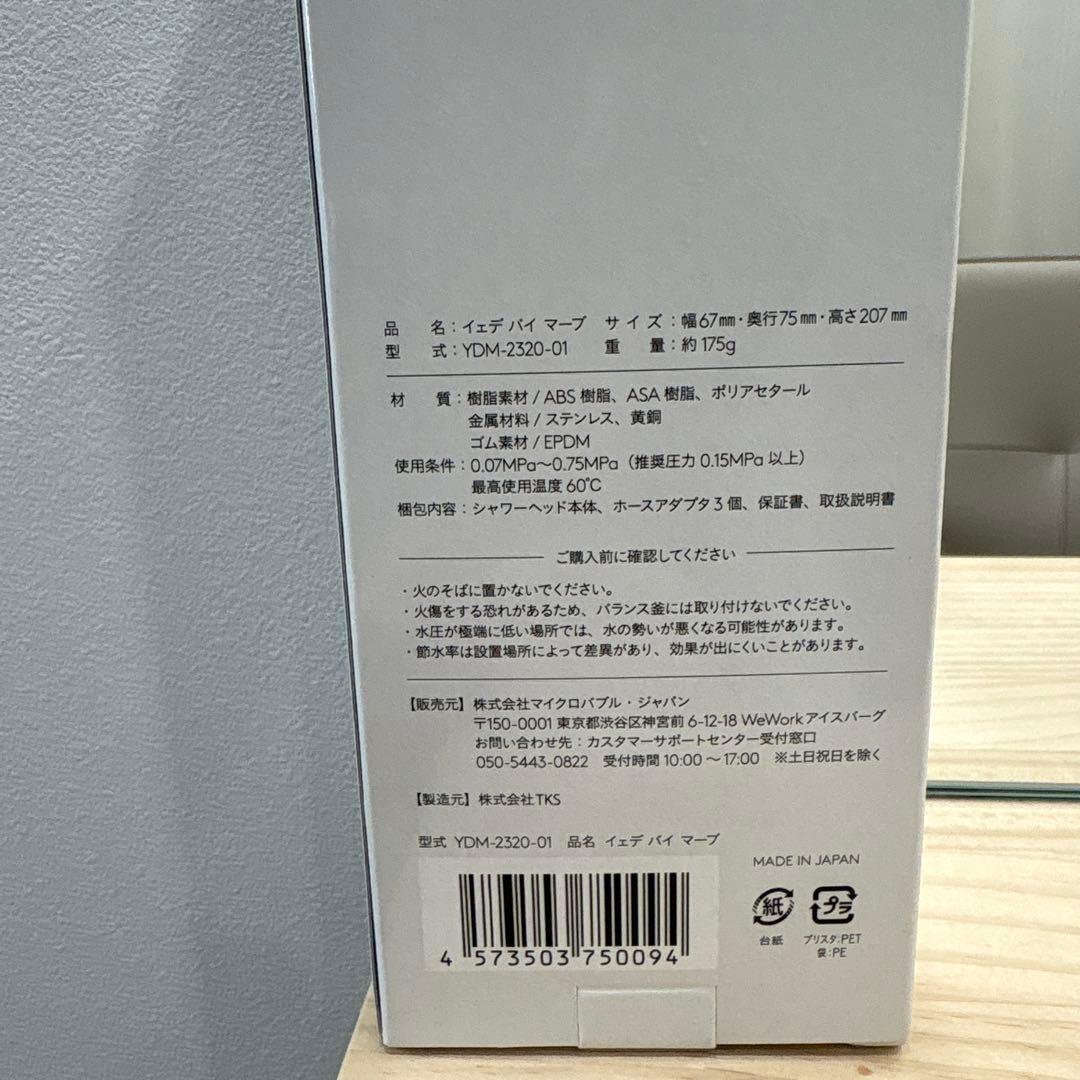 品 名：イェデ バイ マーブ サイズ：幅67㎜・奥行75㎜・高さ207㎜
型 式：YDM-2320-01 重 量：約175g
材 質：樹脂素材 / ABS 樹脂、ASA 樹脂、ポリアセタール
金属材料 / ステンレス、黄銅
ゴム素材 / EPDM
使用条件：0.07MPa〜0.75MPa（推奨圧力 0.15MPa 以上）
最高使用温度 60℃
梱包内容：シャワーヘッド本体、ホースアダプタ 3 個、保証書、取扱説明書
ご購入前に確認してください
・火のそばに置かないでください。
・火傷をする恐れがあるため、バランス釜には取り付けないでください。
・水圧が極端に低い場所では、水の勢いが悪くなる可能性があります。
・節水率は設置場所によって差異があり、効果が出にくいことがあります。
【販売元】株式会社マイクロバブル・ジャパン
〒150-0001 東京都渋谷区神宮前 6-12-18 WeWork アイスバーグ
お問い合わせ先：カスタマーサポートセンター受付窓口
050-5443-0822 受付時間 10:00 〜 17:00 ※土日祝日を除く
【製造元】株式会社 TKS
型式 YDM-2320-01 品名 イェデ バイ マーブ
MADE IN JAPAN
紙 プラ
台紙 ブリスタ:PET
袋:PE
4 573503 750094